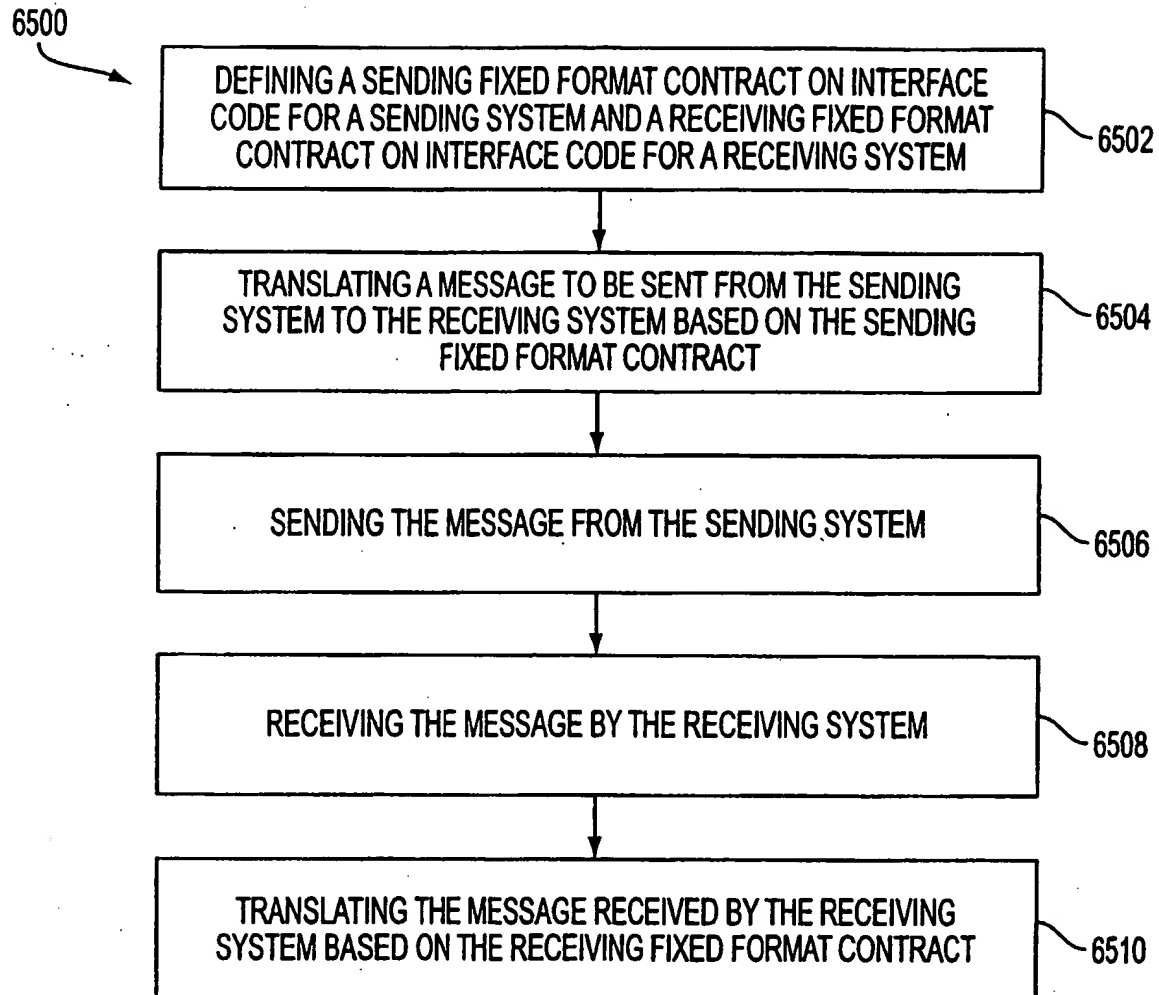 6500
DEFINING A SENDING FIXED FORMAT CONTRACT ON INTERFACE
CODE FOR A SENDING SYSTEM AND A RECEIVING FIXED FORMAT
CONTRACT ON INTERFACE CODE FOR A RECEIVING SYSTEM
6502
TRANSLATING A MESSAGE TO BE SENT FROM THE SENDING
SYSTEM TO THE RECEIVING SYSTEM BASED ON THE SENDING
FIXED FORMAT CONTRACT
6504
SENDING THE MESSAGE FROM THE SENDING SYSTEM
6506
RECEIVING THE MESSAGE BY THE RECEIVING SYSTEM
6508
TRANSLATING THE MESSAGE RECEIVED BY THE RECEIVING
SYSTEM BASED ON THE RECEIVING FIXED FORMAT CONTRACT
6510